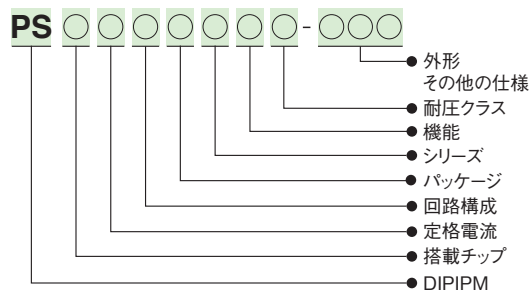 PS○○○○○○○-○○○
外形
その他の仕様
耐圧クラス
機能
シリーズ
パッケージ
回路構成
定格電流
搭載チップ
DIPIPM